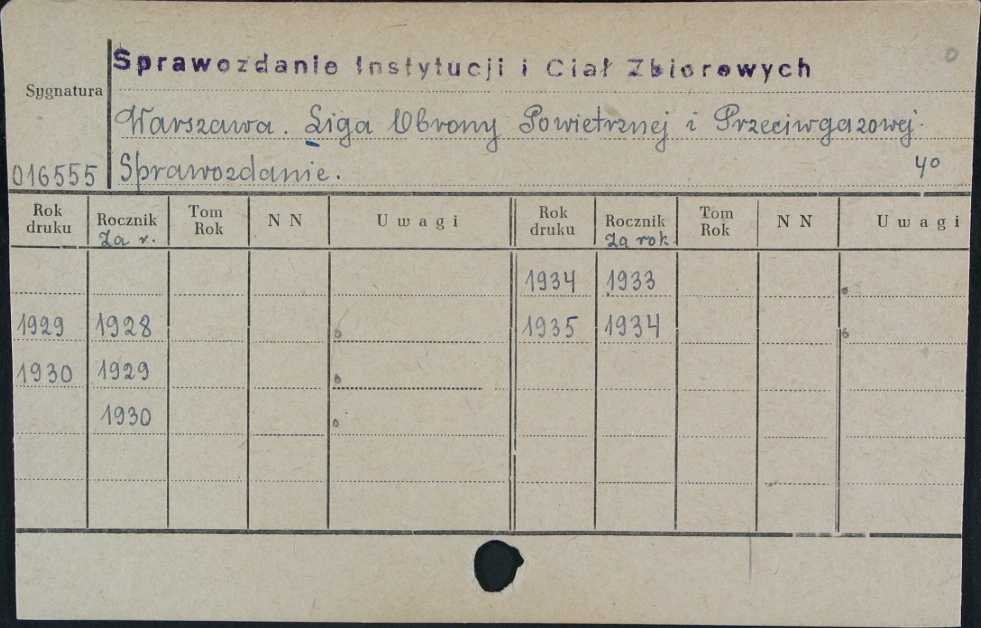 Sprawozdanie Instytucji i Ciał Zbiorowych
Sygnatura
Warszawa. Liga Obrony Powietrznej i Przeciwgazowej.
016555 Sprawozdanie. 40
Rok druku Rocznik Za r. Tom Rok N N Uwagi Rok druku Rocznik Za rok. Tom Rok N N Uwagi
1934 1933
1929 1928 1935 1934
1930 1929
1930